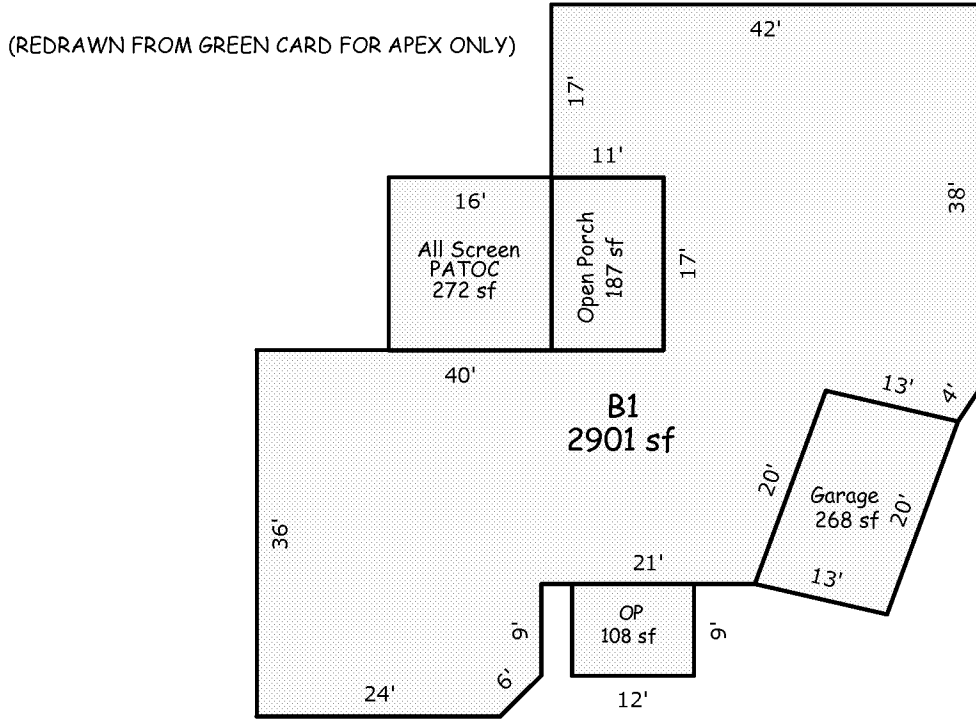 (REDRAWN FROM GREEN CARD FOR APEX ONLY)
42'
17'
11'
38'
16'
All Screen
PATOC
272 sf
Open Porch
187 sf
17'
40'
B1
2901 sf
13'
4'
20'
Garage
268 sf
20'
36'
21'
13'
9'
OP
108 sf
9'
6'
24'
12'